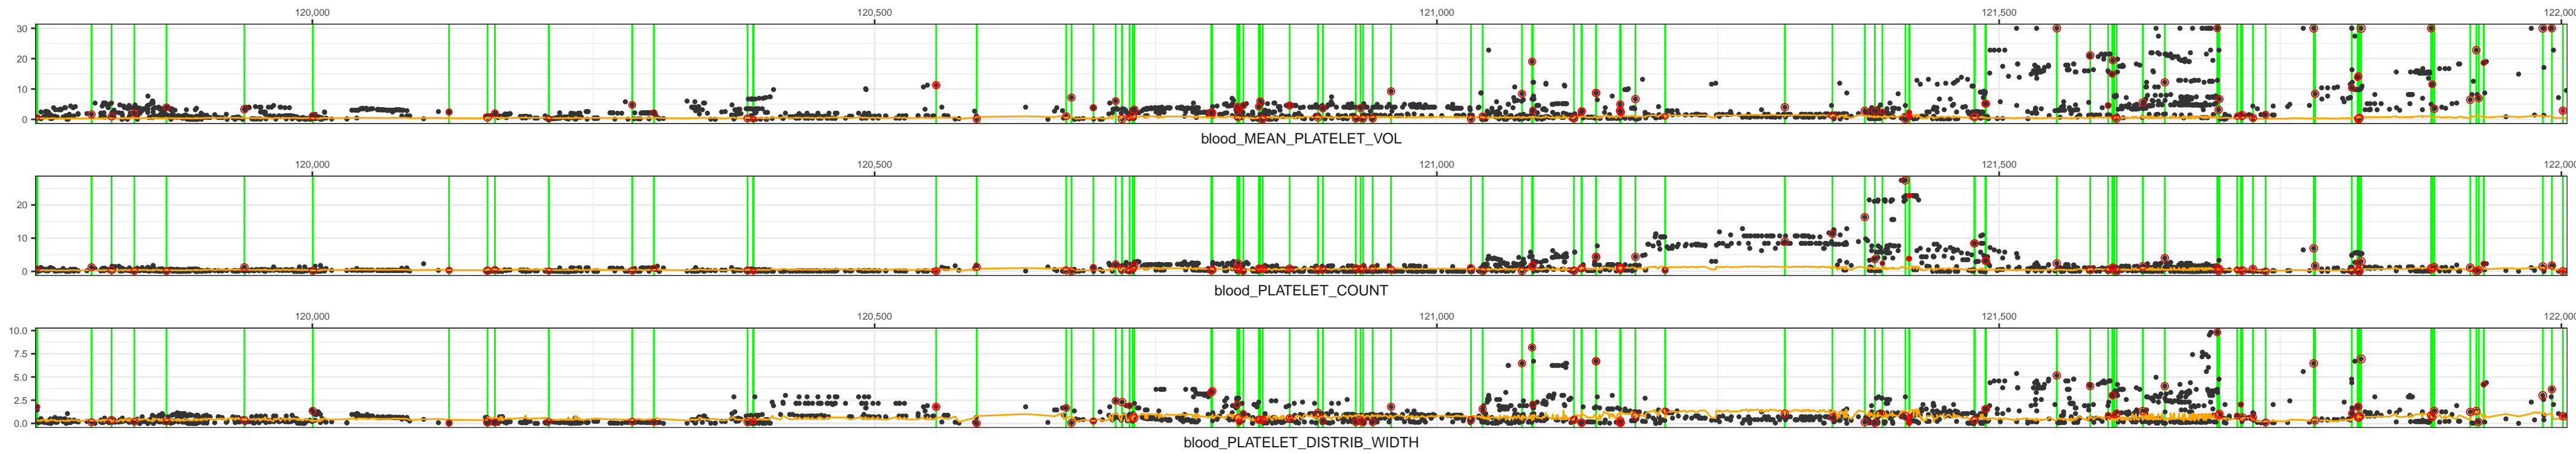 120,000 120,500 121,000 121,500 122,000
30
20
10
0
blood_MEAN_PLATELET_VOL
120,000 120,500 121,000 121,500 122,000
20
10
0
blood_PLATELET_COUNT
120,000 120,500 121,000 121,500 122,000
10.0
7.5
5.0
2.5
0.0
blood_PLATELET_DISTRIB_WIDTH